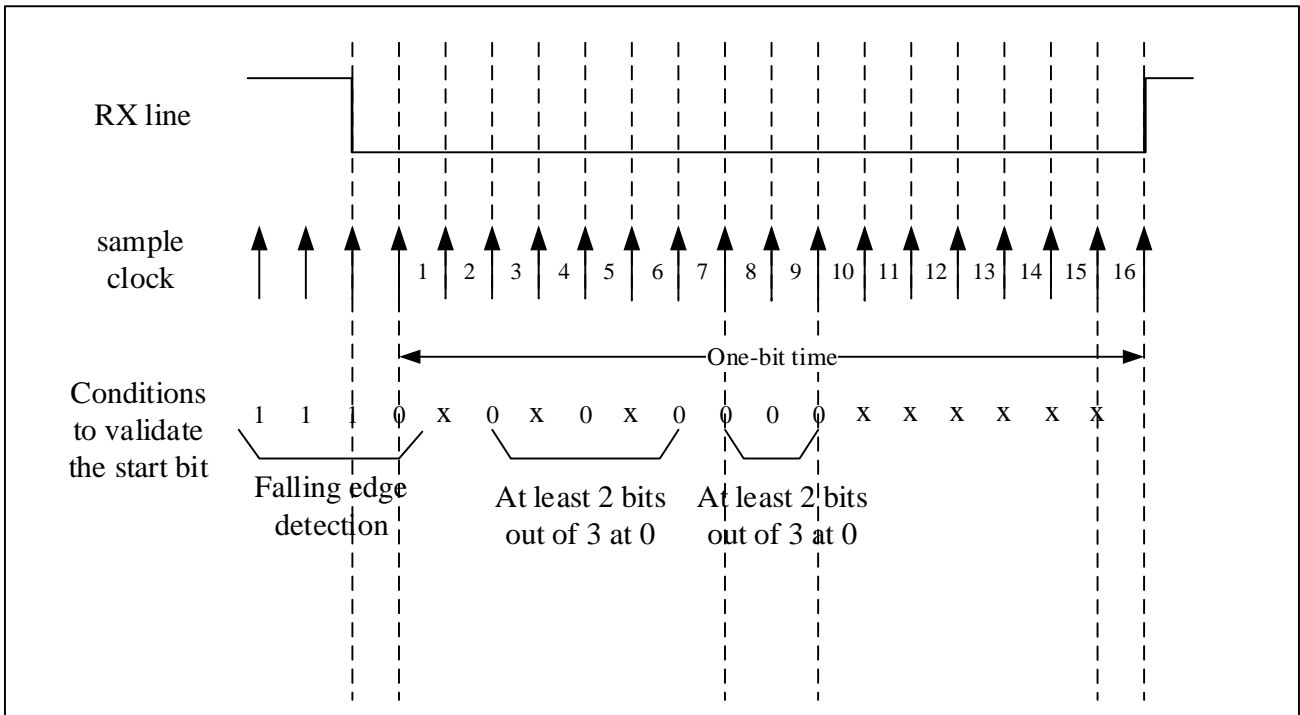 RX line
sample
clock
1 2 3 4 5 6 7 8 9 10 11 12 13 14 15 16
One-bit time
Conditions
to validate
the start bit
1 1 1 0 x 0 x 0 x 0 0 0 0 x x x x x x
Falling edge
detection
At least 2 bits
out of 3 at 0
At least 2 bits
out of 3 at 0